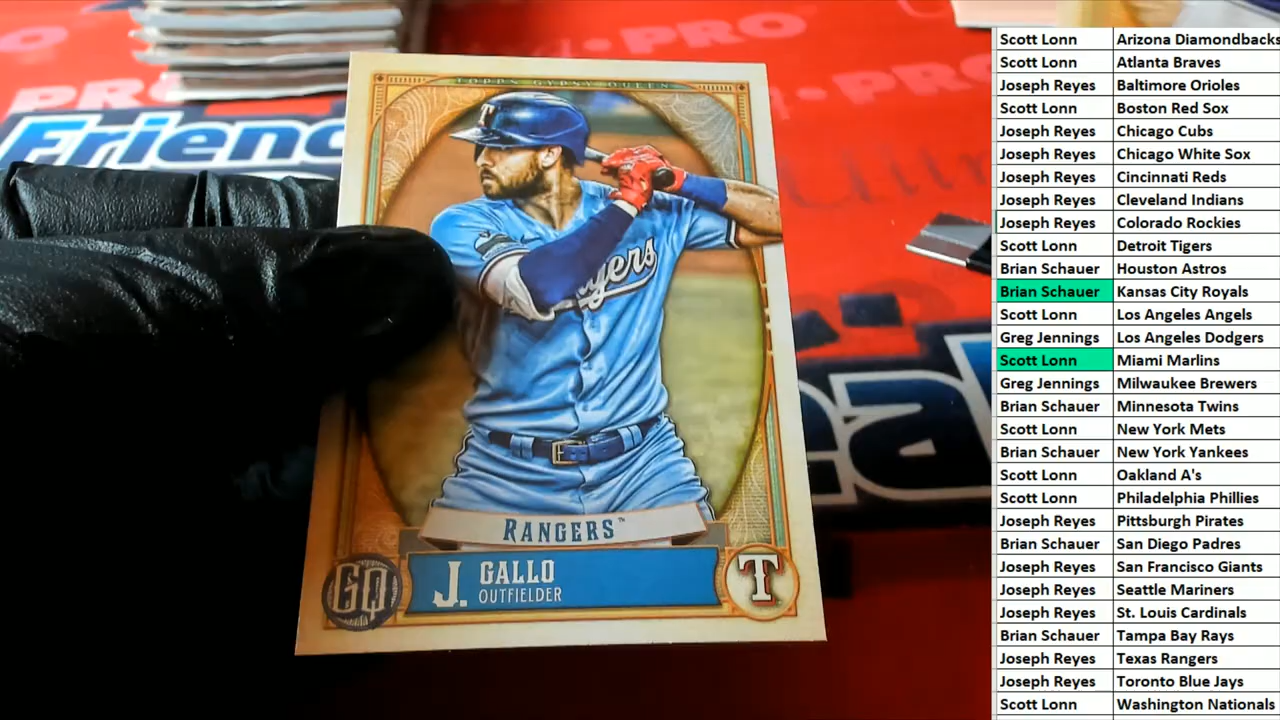 PRO
PRO
Friend
TOPPS GYPSY QUEEN
T
Rangers
RANGERS™
J. GALLO
OUTFIELDER
GQ
T
Scott Lonn Arizona Diamondbacks
Scott Lonn Atlanta Braves
Joseph Reyes Baltimore Orioles
Scott Lonn Boston Red Sox
Joseph Reyes Chicago Cubs
Joseph Reyes Chicago White Sox
Joseph Reyes Cincinnati Reds
Joseph Reyes Cleveland Indians
Joseph Reyes Colorado Rockies
Scott Lonn Detroit Tigers
Brian Schauer Houston Astros
Brian Schauer Kansas City Royals
Scott Lonn Los Angeles Angels
Greg Jennings Los Angeles Dodgers
Scott Lonn Miami Marlins
Greg Jennings Milwaukee Brewers
Brian Schauer Minnesota Twins
Scott Lonn New York Mets
Brian Schauer New York Yankees
Scott Lonn Oakland A's
Scott Lonn Philadelphia Phillies
Joseph Reyes Pittsburgh Pirates
Brian Schauer San Diego Padres
Joseph Reyes San Francisco Giants
Joseph Reyes Seattle Mariners
Joseph Reyes St. Louis Cardinals
Brian Schauer Tampa Bay Rays
Joseph Reyes Texas Rangers
Joseph Reyes Toronto Blue Jays
Scott Lonn Washington Nationals